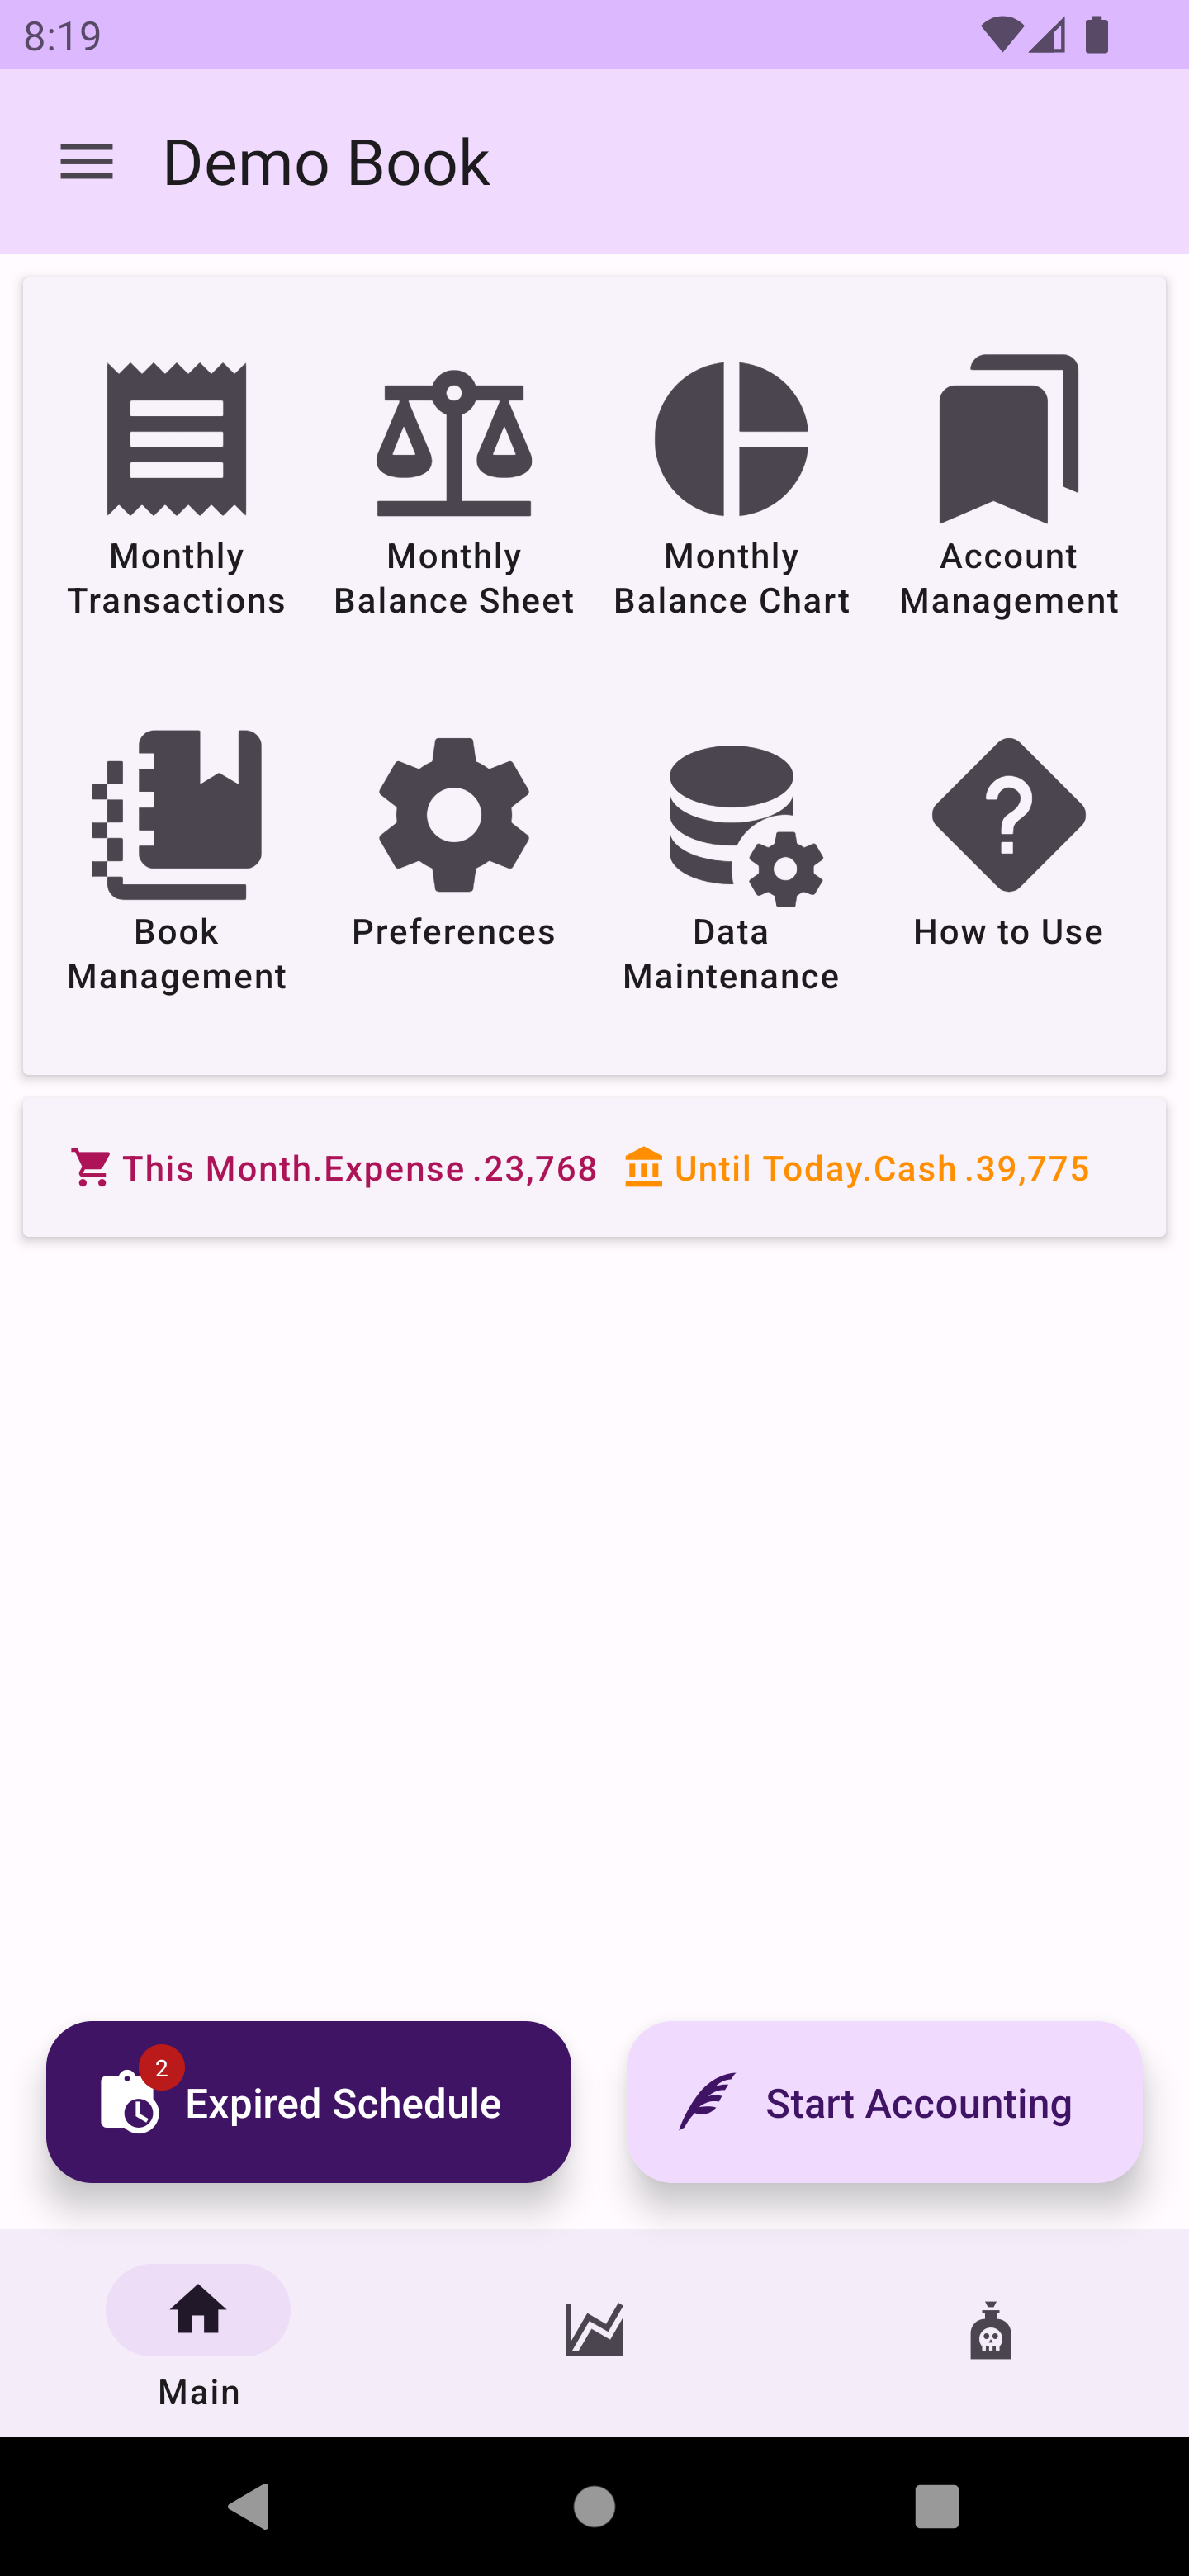 8:19
Demo Book
Monthly
Transactions
Monthly
Balance Sheet
Monthly
Balance Chart
Account
Management
Book
Management
Preferences
Data
Maintenance
How to Use
This Month.Expense .23,768
Until Today.Cash .39,775
2
Expired Schedule
Start Accounting
Main